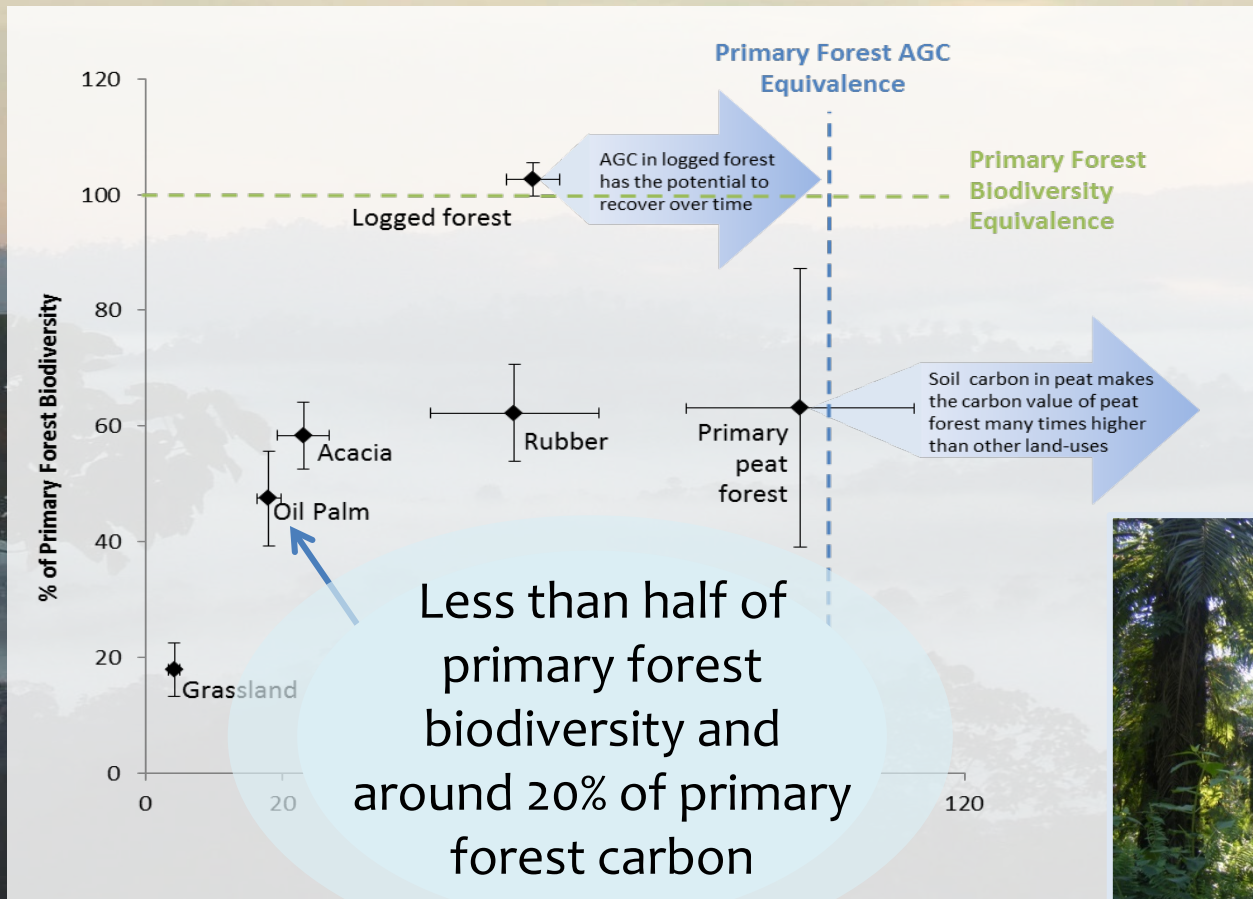 Primary Forest AGC
Equivalence
120
AGC in logged forest
has the potential to
recover over time
Primary Forest
Biodiversity
Equivalence
100
Logged forest
80
% of Primary Forest Biodiversity
Soil carbon in peat makes
the carbon value of peat
forest many times higher
than other land-uses
60
Acacia
Rubber
Primary
peat
forest
Oil Palm
40
Less than half of
primary forest
biodiversity and
around 20% of primary
forest carbon
20
Grassland
0
0
20
120